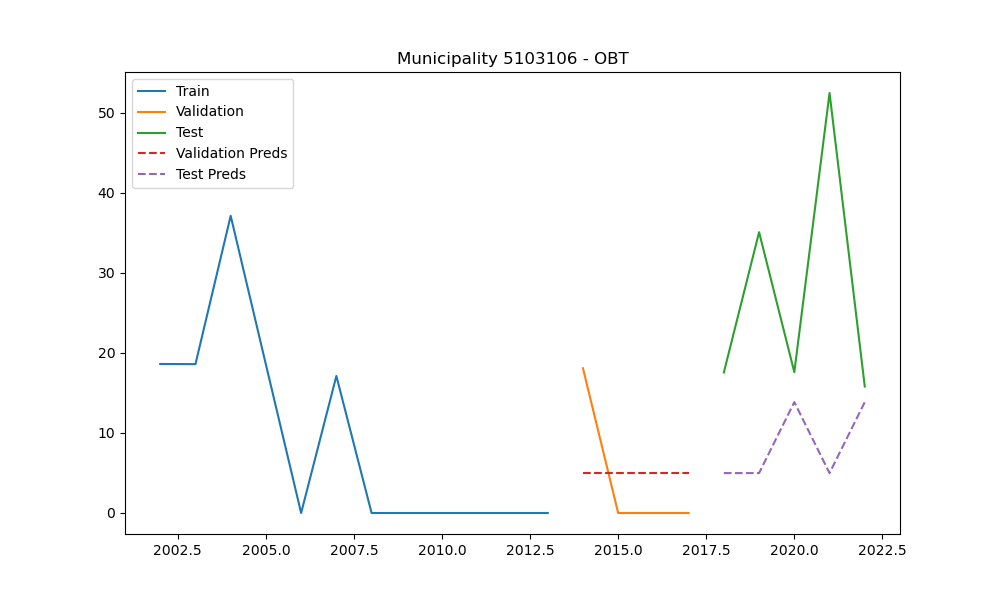 Municipality 5103106 - OBT
Train
Validation
Test
Validation Preds
Test Preds
50
40
30
20
10
0
2002.5 2005.0 2007.5 2010.0 2012.5 2015.0 2017.5 2020.0 2022.5